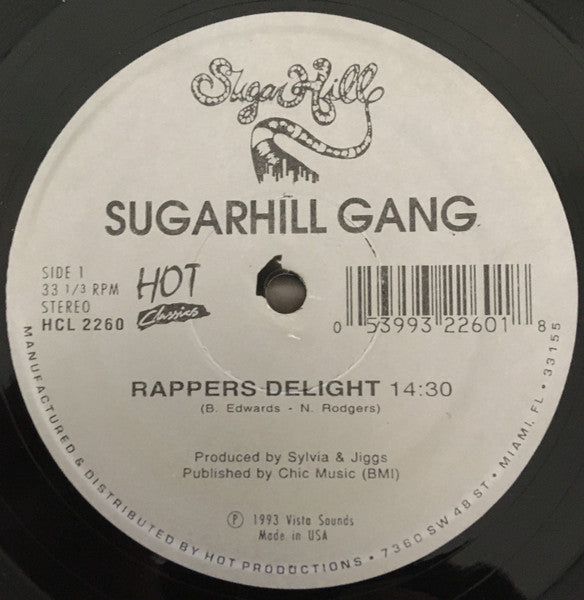 Sugar Hill
SUGARHILL GANG
SIDE 1
33 1/3 RPM
STEREO
HCL 2260
HOT
Classics
0 53993 22601 8
RAPPERS DELIGHT 14:30
(B. Edwards - N. Rodgers)
Produced by Sylvia & Jiggs
Published by Chic Music (BMI)
℗ 1993 Vista Sounds
Made in USA
MANUFACTURED & DISTRIBUTED BY HOT PRODUCTIONS • 7360 SW 48 ST • MIAMI, FL • 33155